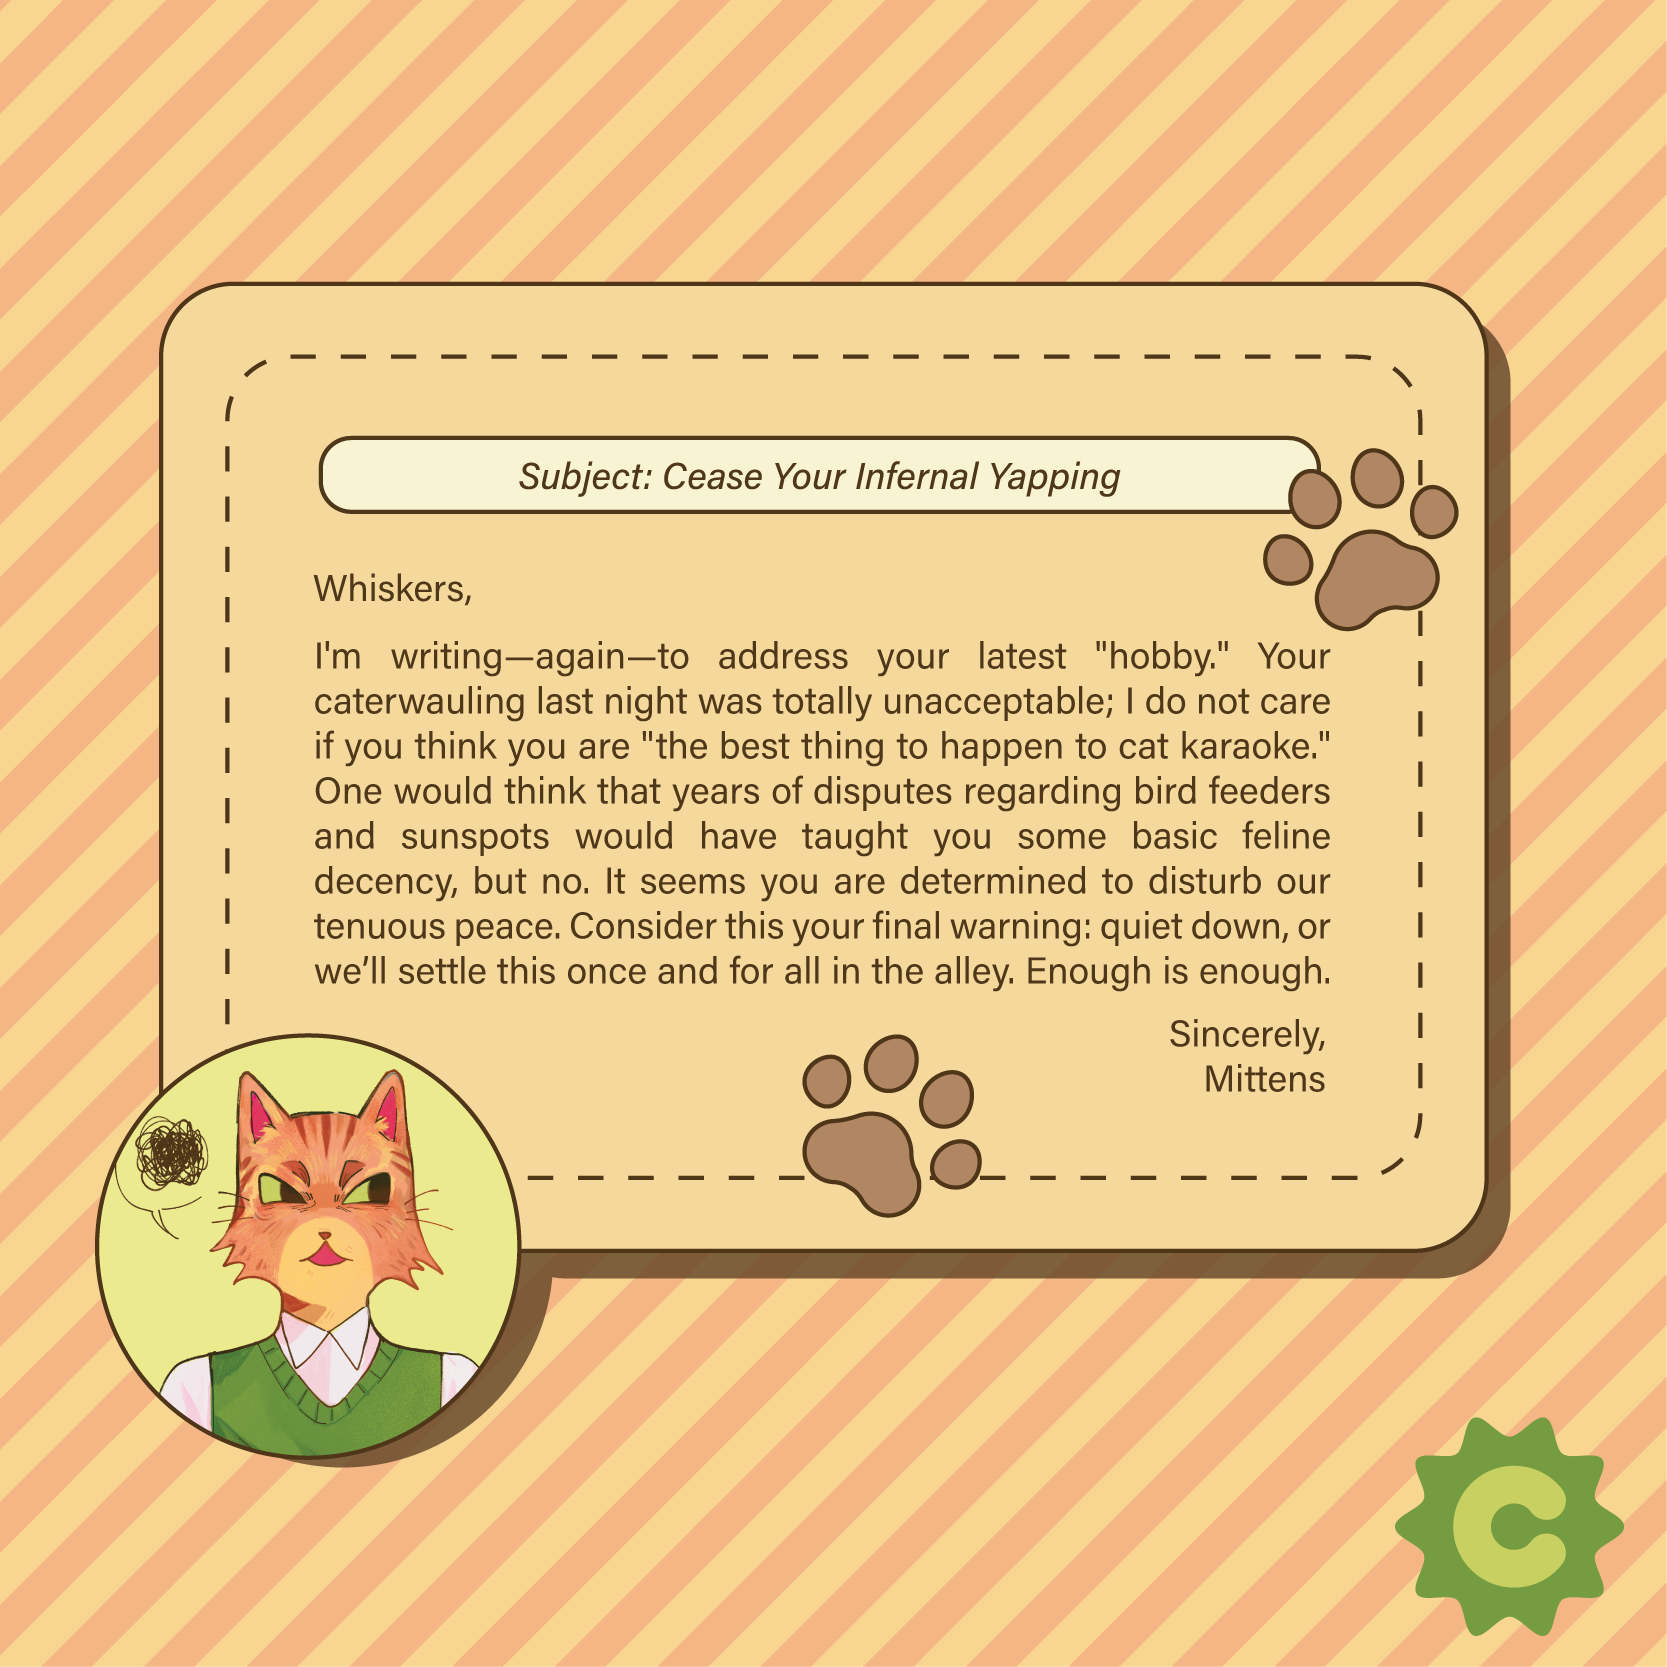 Subject: Cease Your Infernal Yapping
Whiskers,
I'm writing—again—to address your latest "hobby." Your
caterwauling last night was totally unacceptable; I do not care
if you think you are "the best thing to happen to cat karaoke."
One would think that years of disputes regarding bird feeders
and sunspots would have taught you some basic feline
decency, but no. It seems you are determined to disturb our
tenuous peace. Consider this your final warning: quiet down, or
we’ll settle this once and for all in the alley. Enough is enough.
Sincerely,
Mittens
C